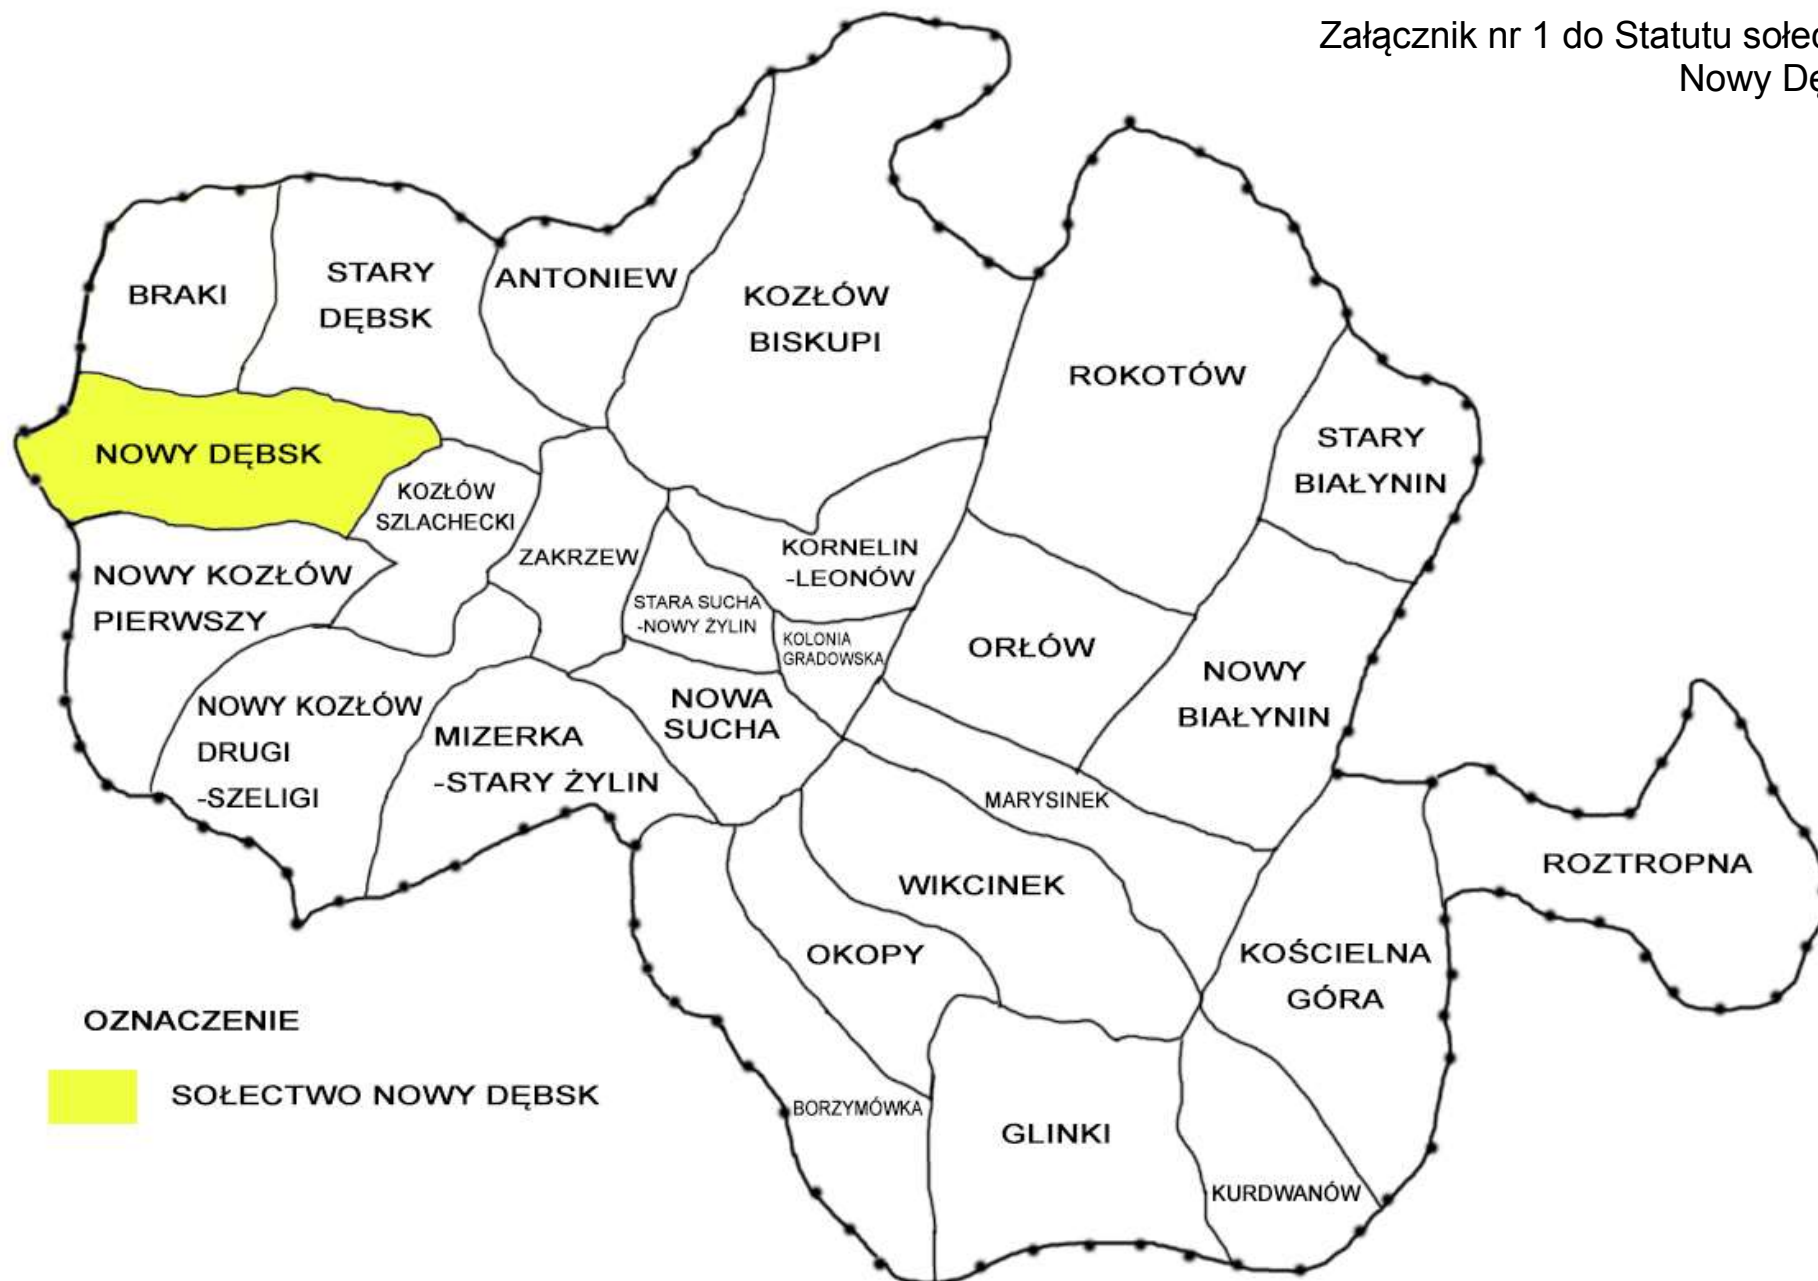 Załącznik nr 1 do Statutu
Nowy
BRAKI
STARY
DĘBSK
ANTONIEW
KOZŁÓW
BISKUPI
ROKOTÓW
STARY
BIAŁYNIN
NOWY DĘBSK
KOZŁÓW
SZLACHECKI
ZAKRZEW
KORNELIN
-LEONÓW
NOWY KOZŁÓW
PIERWSZY
STARA SUCHA
-NOWY ŻYLIN
KOLONIA
GRADOWSKA
ORŁÓW
NOWY
BIAŁYNIN
NOWY KOZŁÓW
DRUGI
-SZELIGI
MIZERKA
-STARY ŻYLIN
NOWA
SUCHA
MARYSINEK
WIKCINEK
ROZTROPNA
OKOPY
KOŚCIELNA
GÓRA
OZNACZENIE
SOŁECTWO NOWY DĘBSK
BORZYMÓWKA
GLINKI
KURDWANÓW